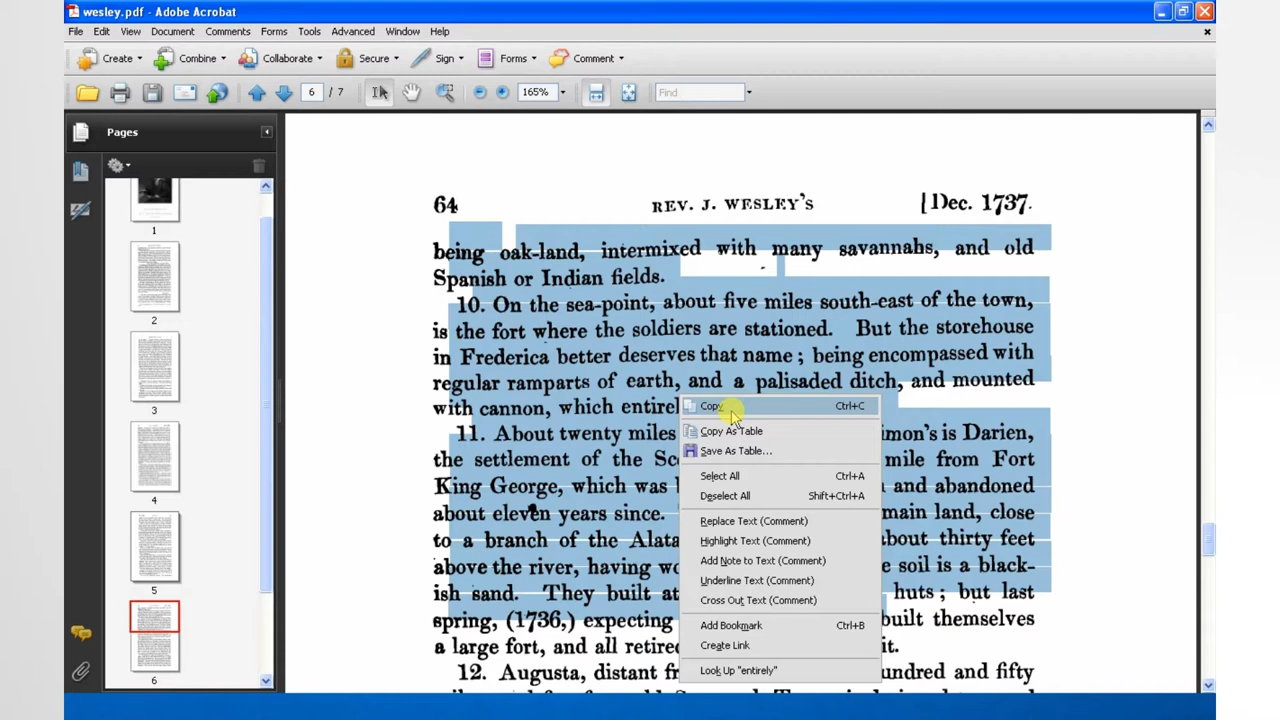 wesley.pdf - Adobe Acrobat
File Edit View Tools Document Comments Forms Tools Advanced Window Help
Create Combine Collaborate Secure Sign Forms Comment
6 / 7 165% Find
Pages
1
2
3
4
5
6
64 REV. J. WESLEY'S [Dec. 1737.
being oak-land, intermixed with many savannahs, and old
Spanish or Indian fields.
10. On the sea-point, about five miles south-east of the town,
is the fort where the soldiers are stationed. But the storehouse
in Frederica better deserves that name; being encompassed with
regular ramparts of earth, and a palisaded ditch, and mounted
with cannon, which entirel
11. About twenty miles imon's is Darien,
the settlement of the Sc mile from Fort
King George, which was and abandoned
about eleven years since. main land, close
to a branch of the Alata about thirty feet
above the river, having wo e soil is a black-
ish sand. They built at huts; but last
spring, (1736,) expecting built themselves
a large fort, and all retire it.
12. Augusta, distant fr undred and fifty
Copy Ctrl+C
Copy As Table
Save As Table...
Select All Ctrl+A
Deselect All Shift+Ctrl+A
Replace Text (Comment)
Highlight Text (Comment)
Add Note to Text (Comment)
Underline Text (Comment)
Cross Out Text (Comment)
Add Bookmark Ctrl+B
Create Link
Look Up "entirely"